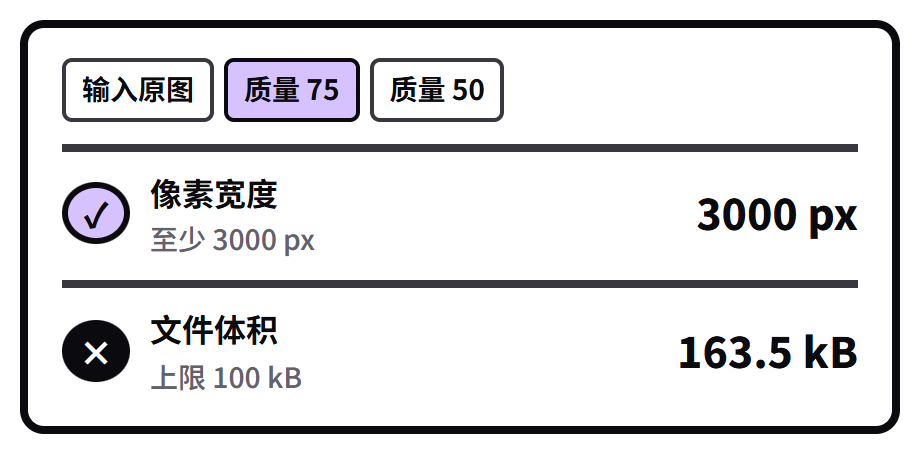 输入原图 质量 75 质量 50
像素宽度
至少 3000 px
3000 px
文件体积
上限 100 kB
163.5 kB